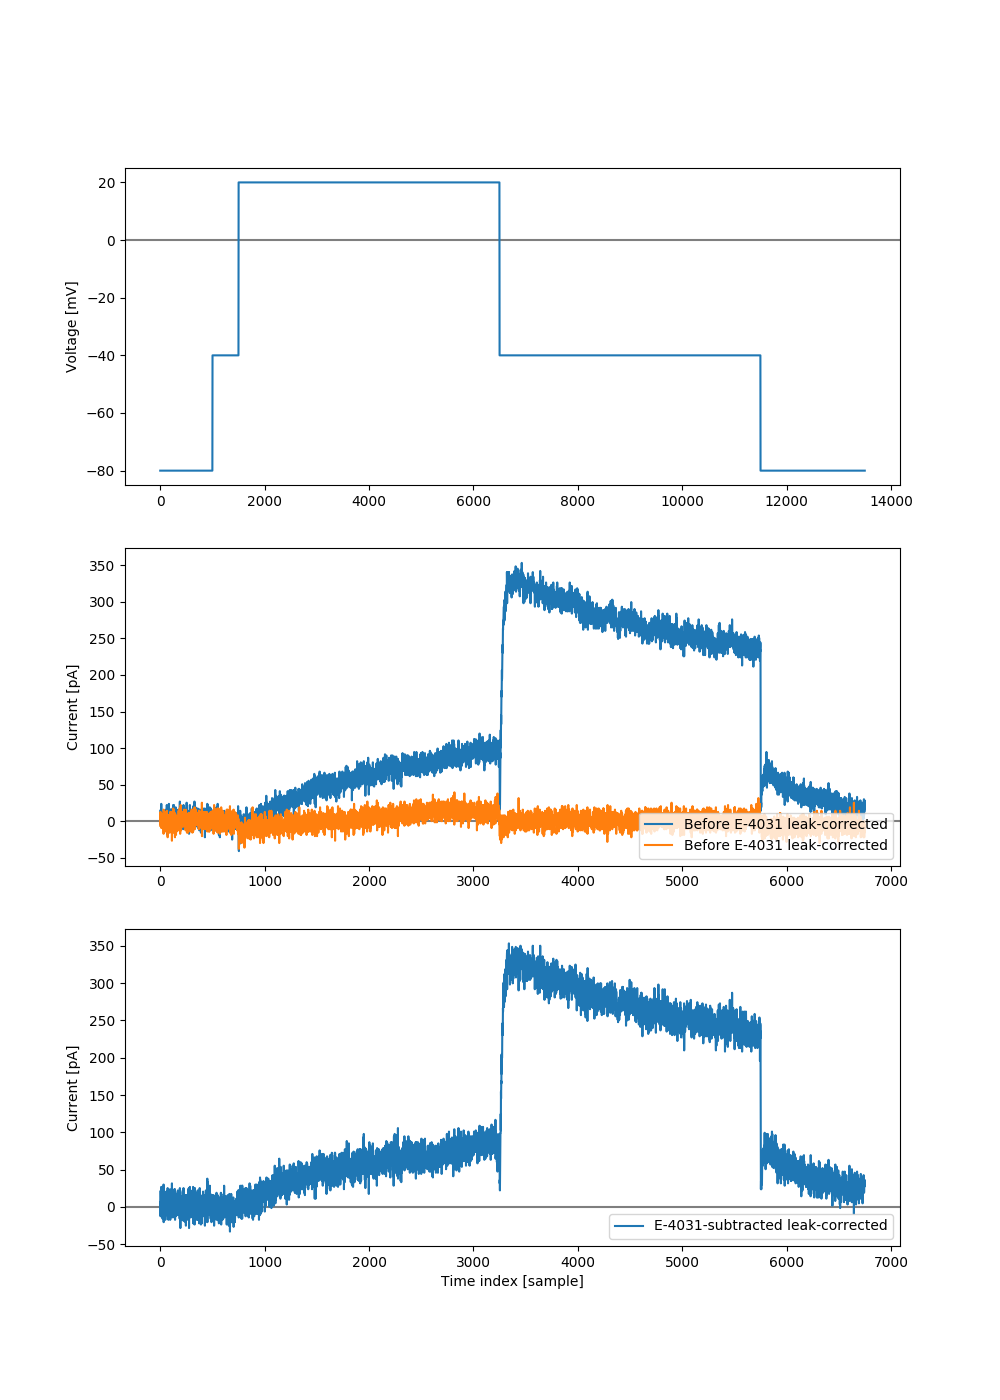 20
0
−20
−40
−60
−80
Voltage [mV]
0 2000 4000 6000 8000 10000 12000 14000
350
300
250
200
150
100
50
0
−50
Current [pA]
Before E-4031 leak-corrected
Before E-4031 leak-corrected
0 1000 2000 3000 4000 5000 6000 7000
350
300
250
200
150
100
50
0
−50
Current [pA]
E-4031-subtracted leak-corrected
0 1000 2000 3000 4000 5000 6000 7000
Time index [sample]